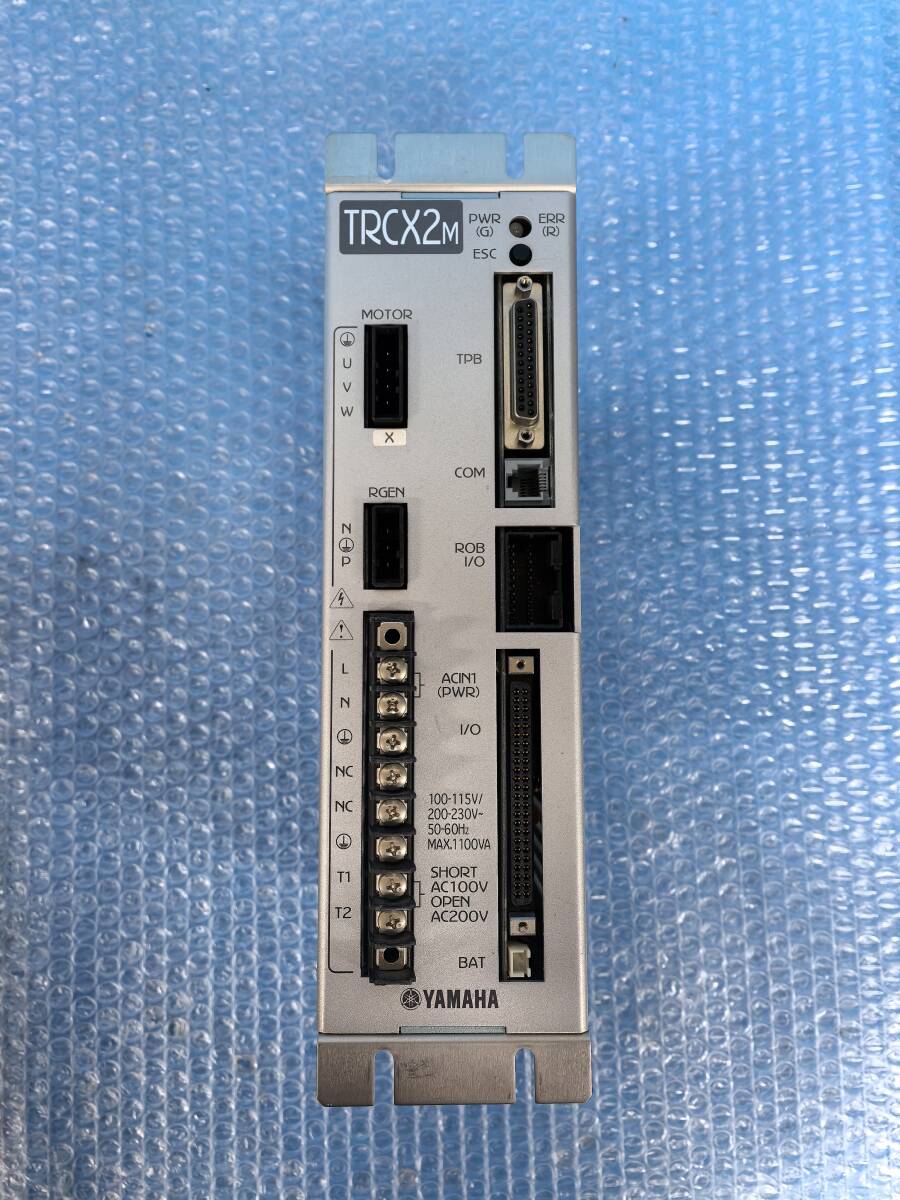 TRCX2M
PWR
(G)
ERR
(R)
ESC
MOTOR
U
V
W
X
TPB
COM
RGEN
N
P
ROB
I/O
L
N
NC
NC
T1
T2
ACIN1
(PWR)
I/O
100-115V/
200-230V~
50-60Hz
MAX.1100VA
SHORT
AC100V
OPEN
AC200V
BAT
YAMAHA